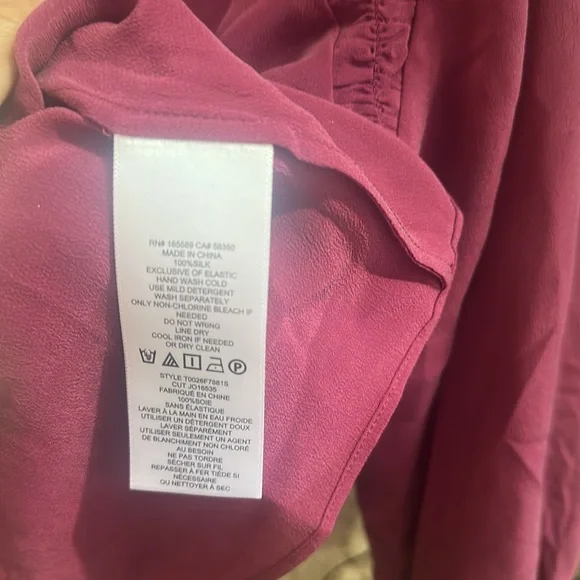 RN# 165589 CA# 58390
MADE IN CHINA
100%SILK
EXCLUSIVE OF ELASTIC
HAND WASH COLD
USE MILD DETERGENT
WASH SEPARATELY
ONLY NON-CHLORINE BLEACH IF
NEEDED
DO NOT WRING
LINE DRY
COOL IRON IF NEEDED
OR DRY CLEAN
STYLE T0026F7881S
CUT JO16535
FABRIQUÉ EN CHINE
100%SOIE
SANS ÉLASTIQUE
LAVER À LA MAIN EN EAU FROIDE
UTILISER UN DÉTERGENT DOUX
LAVER SÉPARÉMENT
UTILISER SEULEMENT UN AGENT
DE BLANCHIMENT NON CHLORÉ
AU BESOIN
NE PAS TORDRE
SÉCHER SUR FIL
REPASSER À FER TIÈDE SI
NÉCESSAIRE
OU NETTOYER À SEC